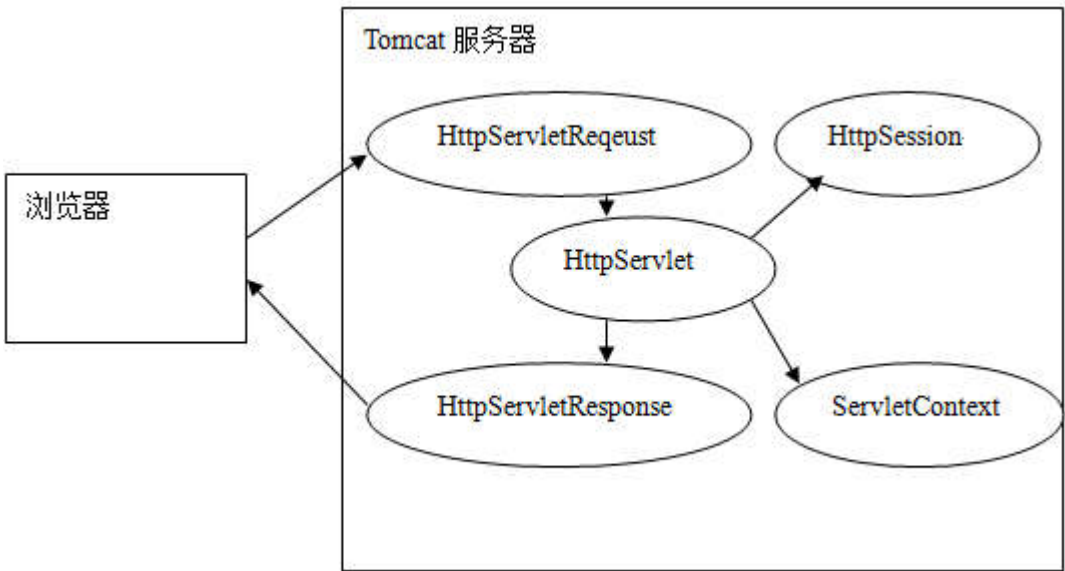 Tomcat 服务器
HttpServletReqeust
HttpSession
浏览器
HttpServlet
HttpServletResponse
ServletContext